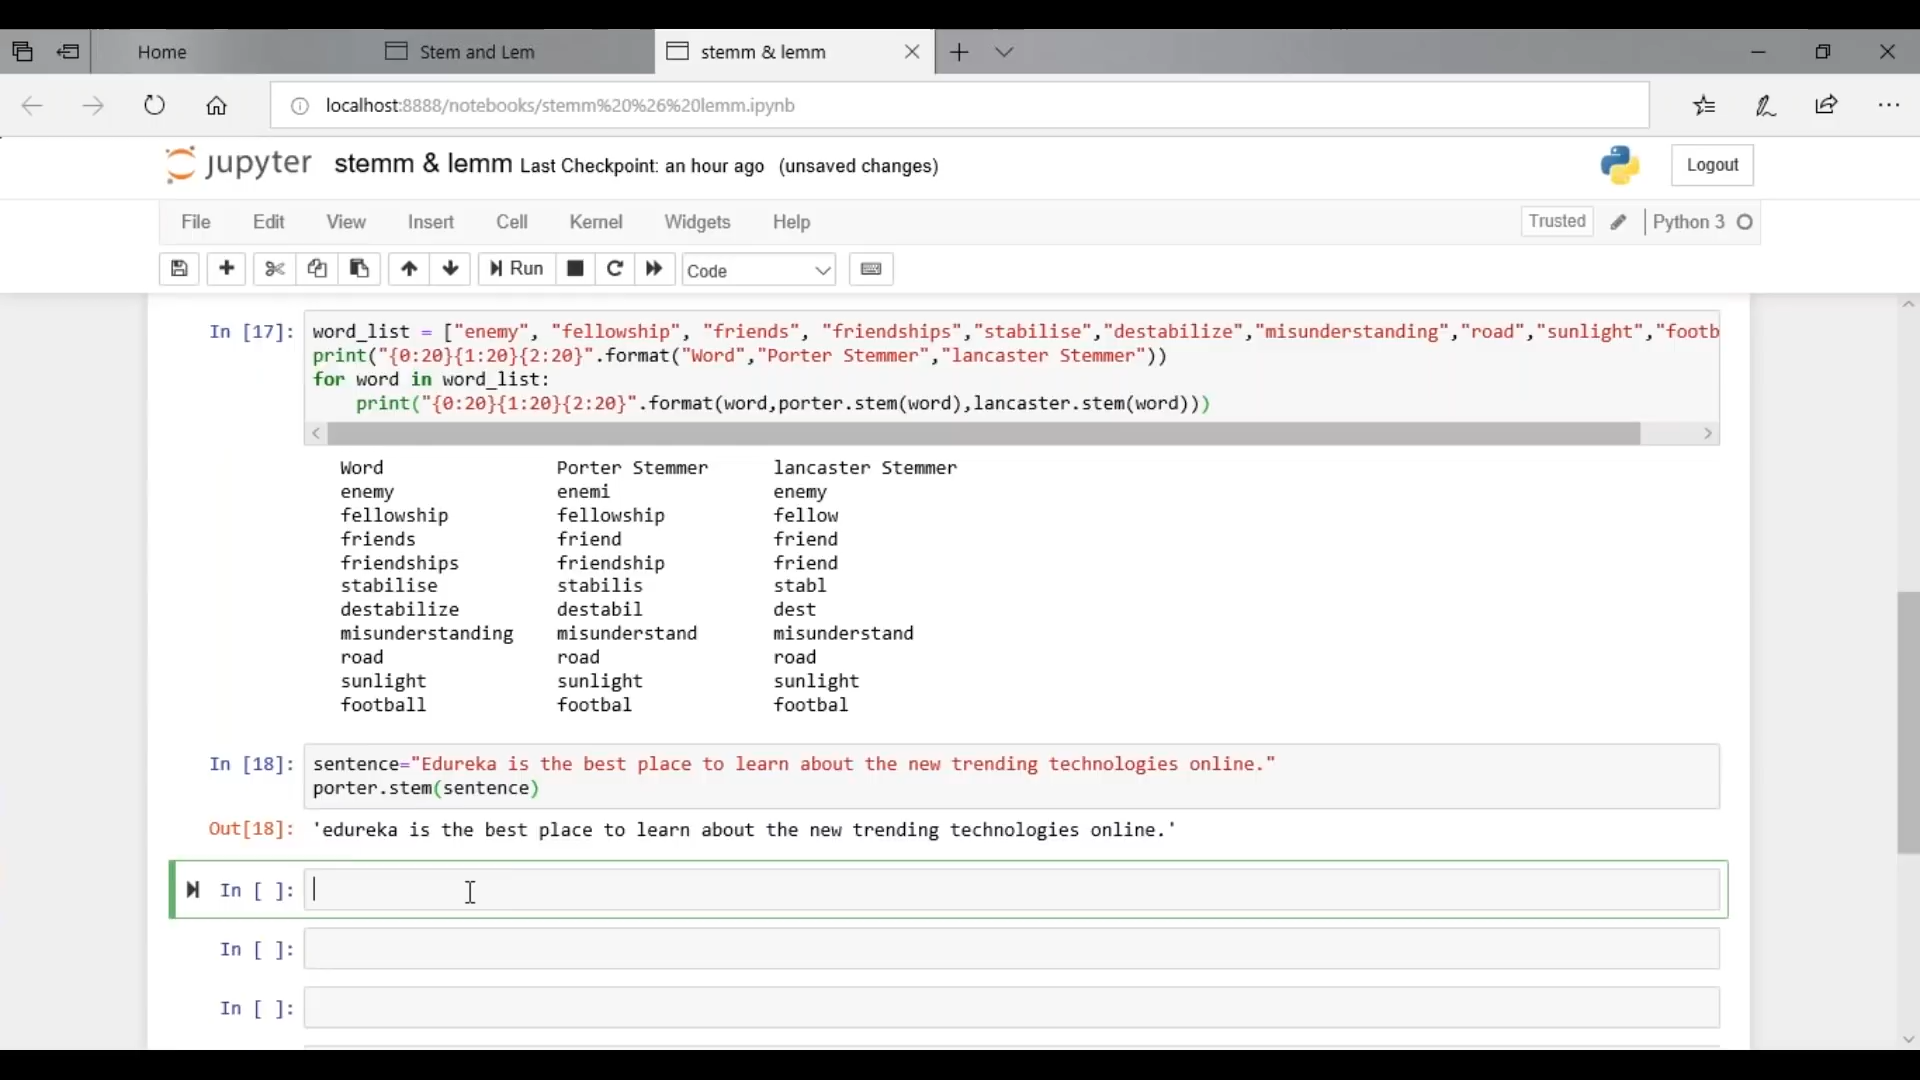 Home Stem and Lem stemm & lemm
localhost:8888/notebooks/stemm%20%26%20lemm.ipynb
jupyter stemm & lemm Last Checkpoint: an hour ago (unsaved changes) Logout
File Edit View Insert Cell Kernel Widgets Help Trusted Python 3
Run Code
In [17]: word_list = ["enemy", "fellowship", "friends", "friendships","stabilise","destabilize","misunderstanding","road","sunlight","footb
print("{0:20}{1:20}{2:20}".format("Word","Porter Stemmer","lancaster Stemmer"))
for word in word_list:
    print("{0:20}{1:20}{2:20}".format(word,porter.stem(word),lancaster.stem(word)))
Word Porter Stemmer lancaster Stemmer
enemy enemi enemy
fellowship fellowship fellow
friends friend friend
friendships friendship friend
stabilise stabilis stabl
destabilize destabil dest
misunderstanding misunderstand misunderstand
road road road
sunlight sunlight sunlight
football footbal footbal
In [18]: sentence="Edureka is the best place to learn about the new trending technologies online."
porter.stem(sentence)
Out[18]: 'edureka is the best place to learn about the new trending technologies online.'
In [ ]:
In [ ]:
In [ ]: